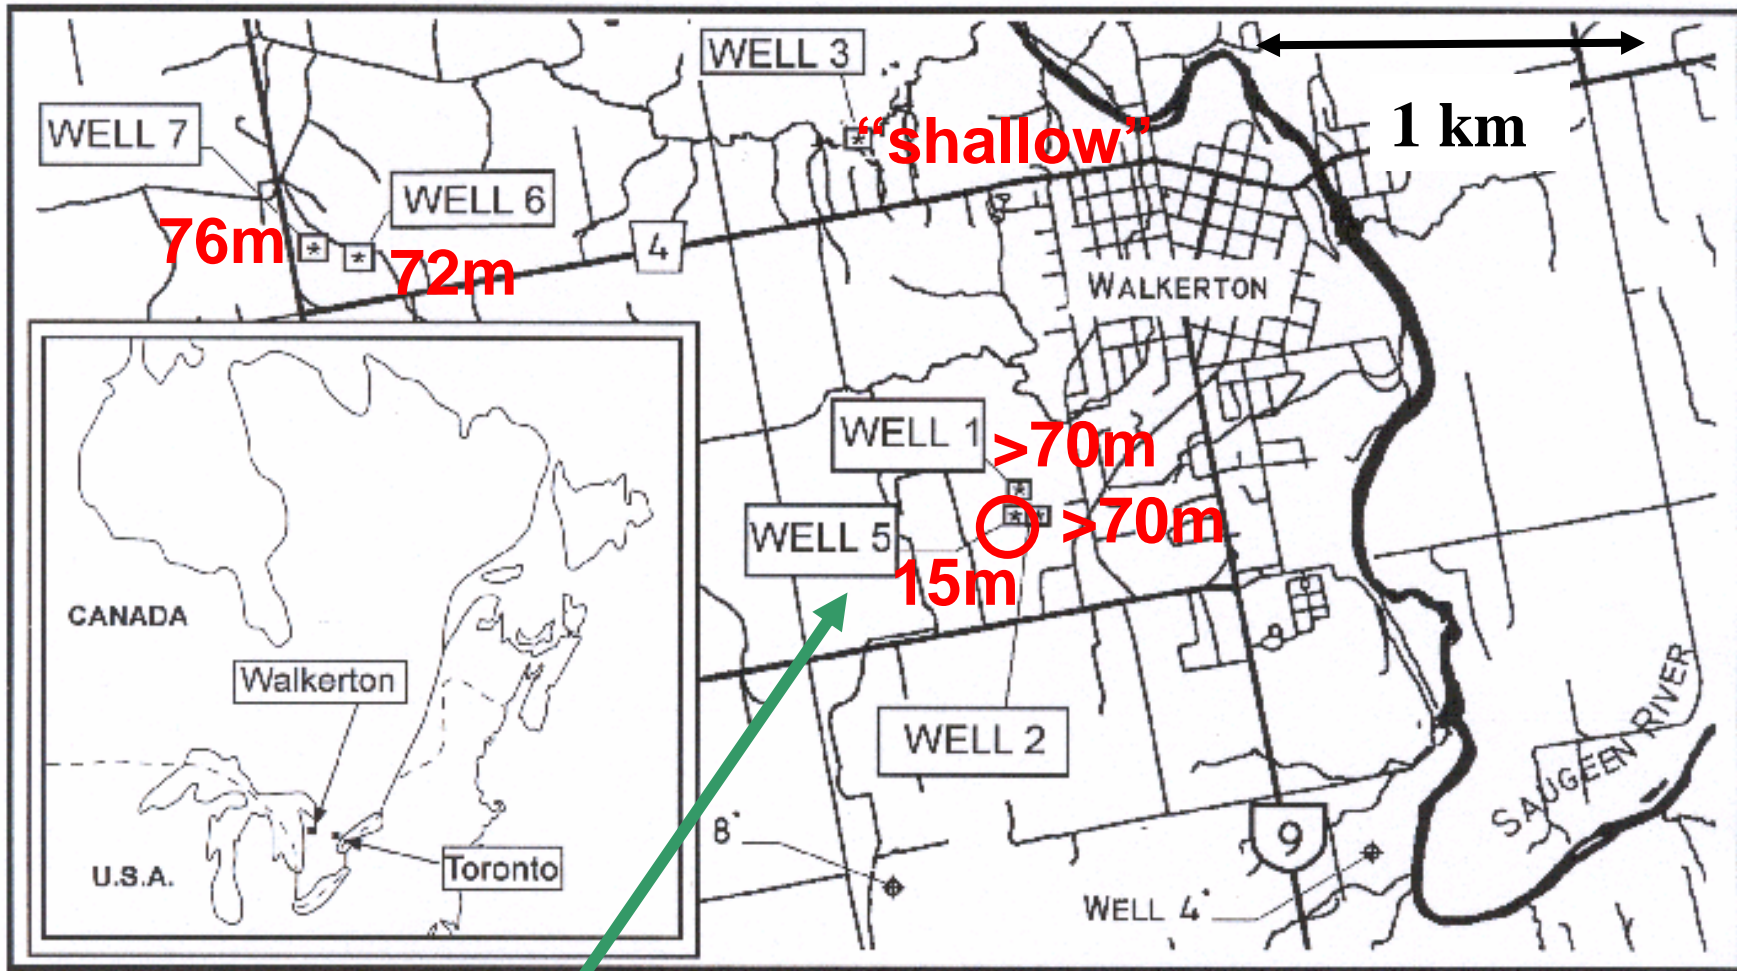 WELL 3
1 km
WELL 7
"shallow"
WELL 6
76m
72m
4
WALKERTON
WELL 1
>70m
WELL 5
>70m
15m
CANADA
Walkerton
WELL 2
SAUGEEN RIVER
8*
9
U.S.A.
Toronto
WELL 4*